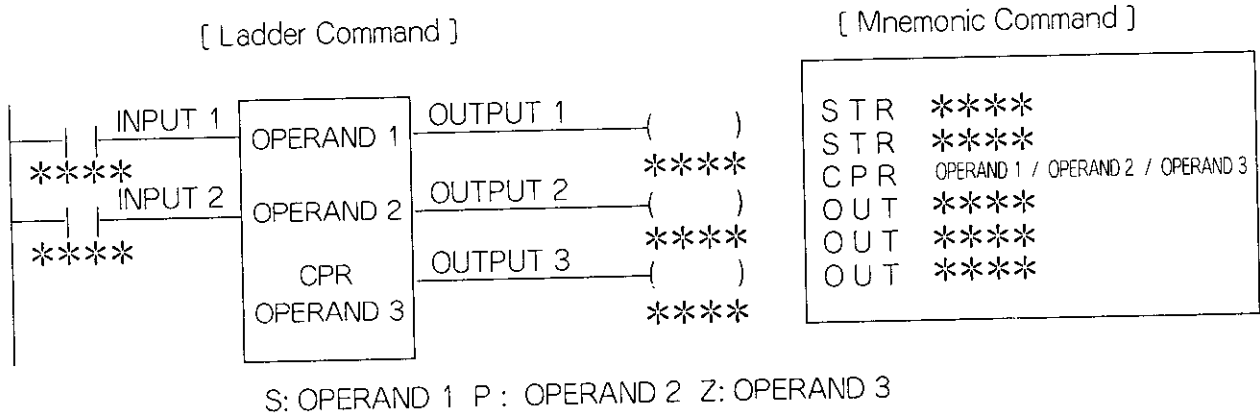 [ Ladder Command ]
[ Mnemonic Command ]
INPUT 1
OPERAND 1
OUTPUT 1
( )
****
****
INPUT 2
OPERAND 2
OUTPUT 2
( )
****
****
CPR
OUTPUT 3
( )
OPERAND 3
****
STR ****
STR ****
CPR OPERAND 1 / OPERAND 2 / OPERAND 3
OUT ****
OUT ****
OUT ****
S: OPERAND 1 P : OPERAND 2 Z: OPERAND 3